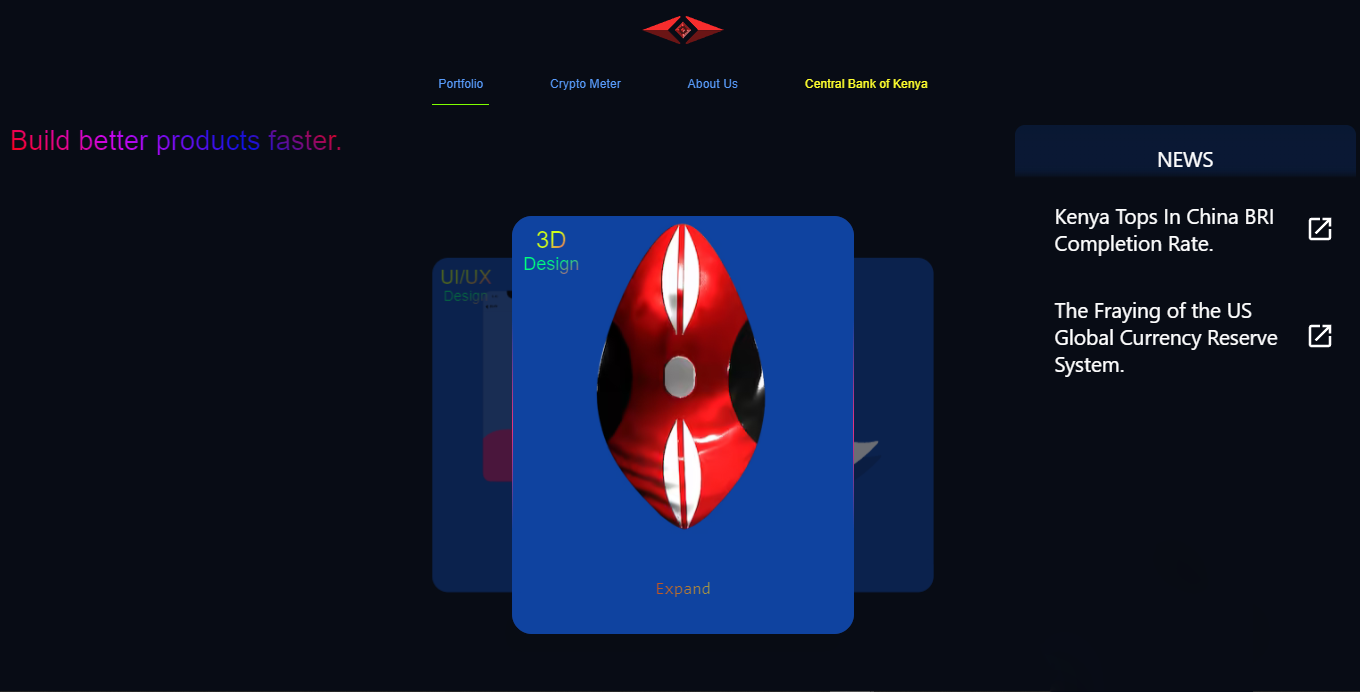 Portfolio
Crypto Meter
About Us
Central Bank of Kenya
Build better products faster.
NEWS
Kenya Tops In China BRI
Completion Rate.
The Fraying of the US
Global Currency Reserve
System.
UI/UX
Design
3D
Design
Expand